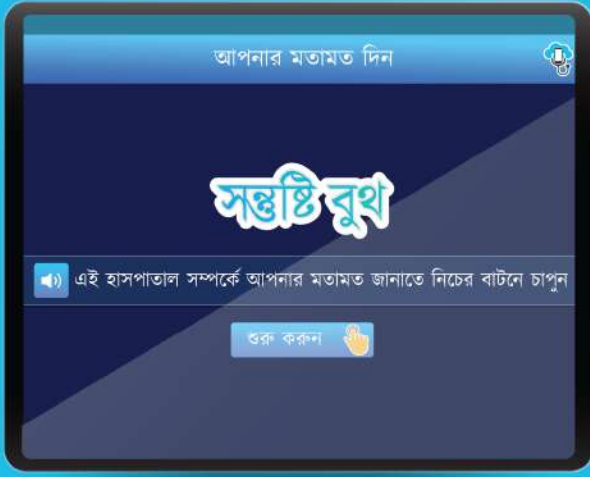 আপনার মতামত দিন
সন্তুষ্টি বুথ
এই হাসপাতাল সম্পর্কে আপনার মতামত জানাতে নিচের বাটনে চাপুন
শুরু করুন